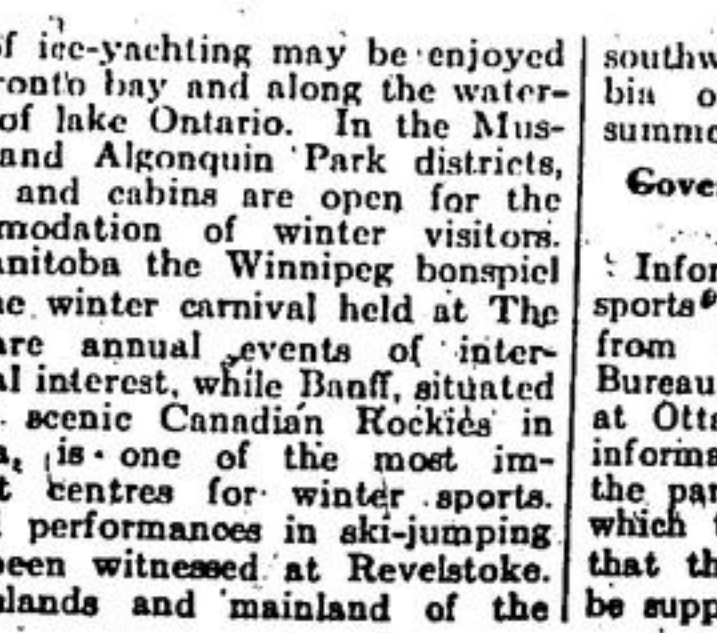 of ice-yachting may be enjoyed
ronto bay and along the water-
of lake Ontario. In the Mus-
and Algonquin Park districts,
and cabins are open for the
modation of winter visitors.
anitoba the Winnipeg bonspiel
he winter carnival held at The
are annual events of inter-
al interest, while Banff, situated
scenic Canadian Rockies in
a, is one of the most im-
t centres for winter sports.
performances in ski-jumping
been witnessed at Revelstoke.
lands and mainland of the
southw
bia o
summe
Gove
Infor
sports
from
Bureau
at Otta
informa
the par
which t
that th
be supp